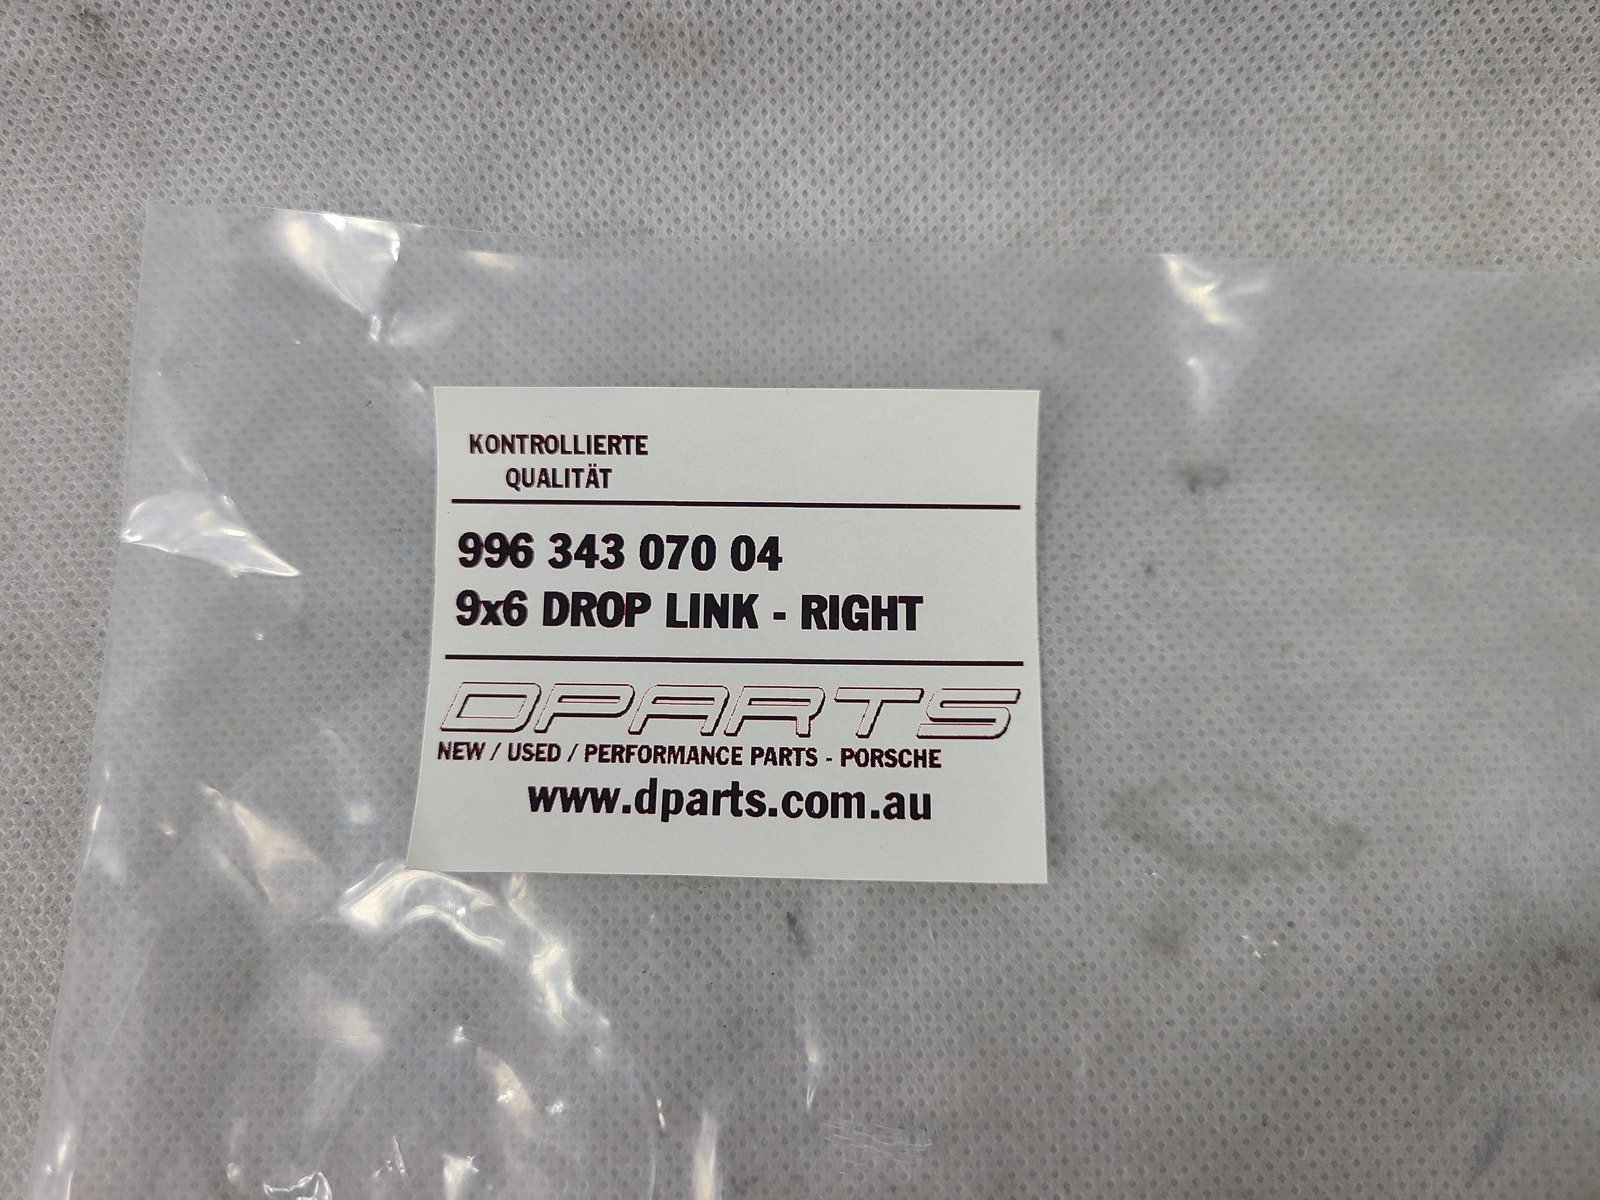 KONTROLLIERTE
QUALITÄT
996 343 070 04
9x6 DROP LINK - RIGHT
DPARTS
NEW / USED / PERFORMANCE PARTS - PORSCHE
www.dparts.com.au